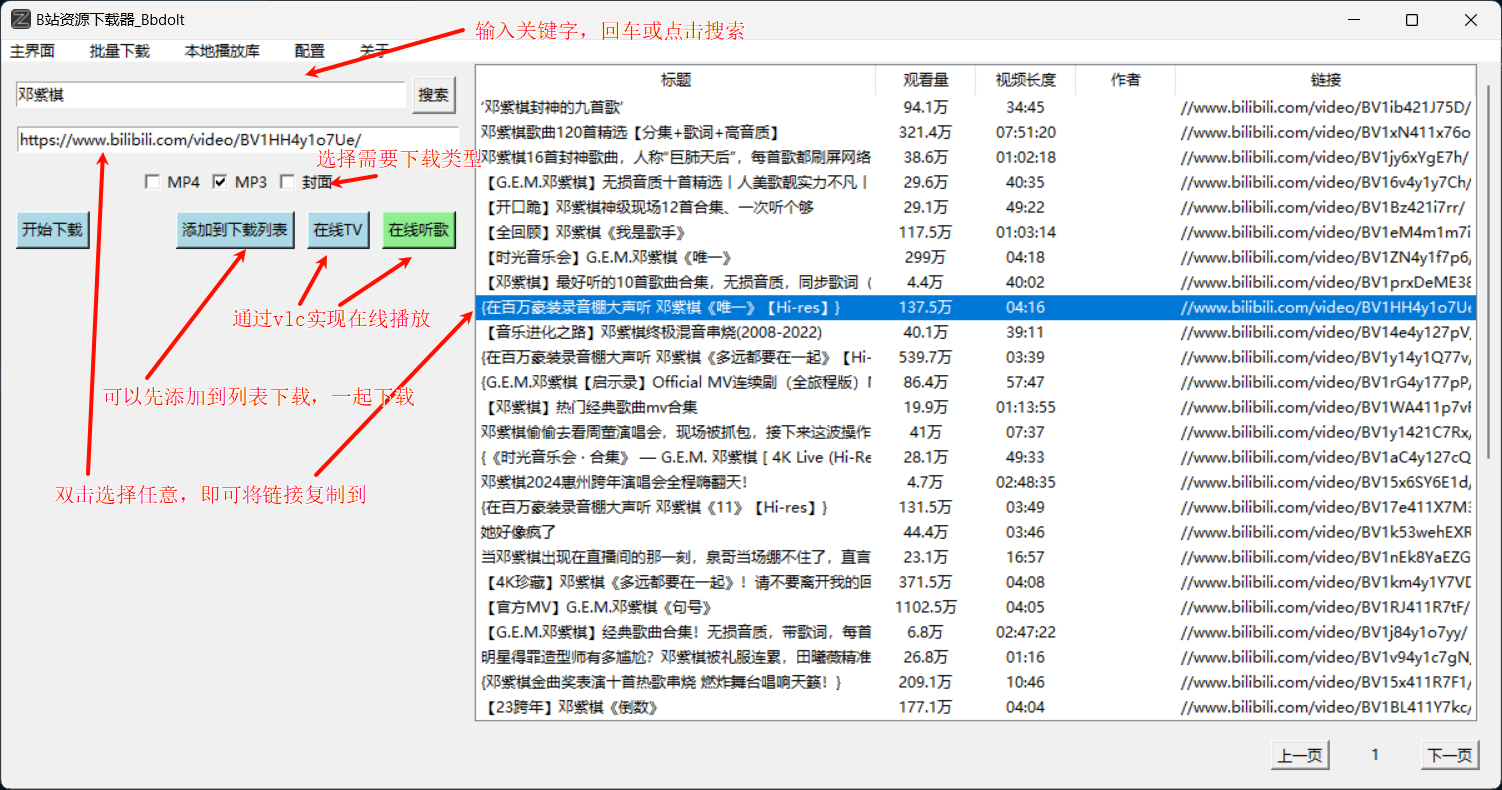 B站资源下载器_Bbdolt
主界面 批量下载 本地播放库 配置 关于
输入关键字，回车或点击搜索
邓紫棋 搜索
https://www.bilibili.com/video/BV1HH4y1o7Ue/
选择需要下载类型
MP4 MP3 封面
开始下载 添加到下载列表 在线TV 在线听歌
通过vlc实现在线播放
可以先添加到列表下载，一起下载
双击选择任意，即可将链接复制到
标题 观看量 视频长度 作者 链接
‘邓紫棋封神的九首歌’ 94.1万 34:45 //www.bilibili.com/video/BV1ib421J75D/
邓紫棋歌曲120首精选【分集+歌词+高音质】 321.4万 07:51:20 //www.bilibili.com/video/BV1xN411x76o
邓紫棋16首封神歌曲，人称“巨肺天后”，每首歌都刷屏网络 38.6万 01:02:18 //www.bilibili.com/video/BV1jy6xYgE7h/
【G.E.M.邓紫棋】无损音质十首精选丨人美歌靓实力不凡丨 29.6万 40:35 //www.bilibili.com/video/BV16v4y1y7Ch/
【开口跪】邓紫棋神级现场12首合集、一次听个够 29.1万 49:22 //www.bilibili.com/video/BV1Bz421i7rr/
【全回顾】邓紫棋《我是歌手》 117.5万 01:03:14 //www.bilibili.com/video/BV1eM4m1m7i
【时光音乐会】G.E.M.邓紫棋《唯一》 299万 04:18 //www.bilibili.com/video/BV1ZN4y1f7p6/
【邓紫棋】最好听的10首歌曲合集，无损音质，同步歌词（ 4.4万 40:02 //www.bilibili.com/video/BV1prxDeME38
{在百万豪装录音棚大声听 邓紫棋《唯一》【Hi-res】} 137.5万 04:16 //www.bilibili.com/video/BV1HH4y1o7Ue
【音乐进化之路】邓紫棋终极混音串烧(2008-2022) 40.1万 39:11 //www.bilibili.com/video/BV14e4y127pV
{在百万豪装录音棚大声听 邓紫棋《多远都要在一起》【Hi- 539.7万 03:39 //www.bilibili.com/video/BV1y14y1Q77v/
{G.E.M.邓紫棋【启示录】Official MV连续剧（全旅程版） 86.4万 57:47 //www.bilibili.com/video/BV1rG4y177pP/
【邓紫棋】热门经典歌曲mv合集 19.9万 01:13:55 //www.bilibili.com/video/BV1WA411p7v
邓紫棋偷偷去看周董演唱会，现场被抓包，接下来这波操作 41万 07:37 //www.bilibili.com/video/BV1y1421C7Rx/
{《时光音乐会 · 合集》 — G.E.M. 邓紫棋 [ 4K Live (Hi-Re 28.1万 49:33 //www.bilibili.com/video/BV1aC4y127cQ
邓紫棋2024惠州跨年演唱会全程嗨翻天！ 4.7万 02:48:35 //www.bilibili.com/video/BV15x6SY6E1d/
{在百万豪装录音棚大声听 邓紫棋《11》【Hi-res】} 131.5万 03:49 //www.bilibili.com/video/BV17e411X7M
她好像疯了 44.4万 03:46 //www.bilibili.com/video/BV1k53wehEXR
当邓紫棋出现在直播间的那一刻，泉哥当场绷不住了，直言 23.1万 16:57 //www.bilibili.com/video/BV1nEk8YaEZG
【4K珍藏】邓紫棋《多远都要在一起》！请不要离开我的回 371.5万 04:08 //www.bilibili.com/video/BV1km4y1Y7VD
【官方MV】G.E.M.邓紫棋《句号》 1102.5万 04:05 //www.bilibili.com/video/BV1RJ411R7tF/
【G.E.M.邓紫棋】经典歌曲合集！无损音质，带歌词，每首 6.8万 02:47:22 //www.bilibili.com/video/BV1j84y1o7yy/
明星得罪造型师有多尴尬？邓紫棋被礼服连累，田曦薇精准 26.8万 01:16 //www.bilibili.com/video/BV1v94y1c7gN
{邓紫棋金曲奖表演十首热歌串烧 燃炸舞台唱响天籁！} 209.1万 10:46 //www.bilibili.com/video/BV15x411R7F1/
【23跨年】邓紫棋《倒数》 177.1万 04:04 //www.bilibili.com/video/BV1BL411Y7kc/
上一页 1 下一页